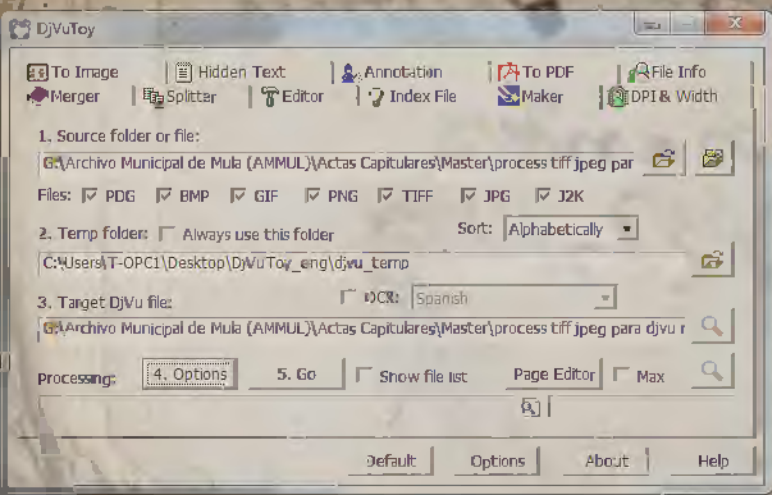 DjVuToy
To Image Hidden Text Annotation To PDF File Info
Merger Splitter Editor Index File Maker DPI & Width
1. Source folder or file:
G:\Archivo Municipal de Mula (AMMUL)\Actas Capitulares\Master\process tiff jpeg par
Files: PDG BMP GIF PNG TIFF JPG J2K
2. Temp folder: Always use this folder Sort: Alphabetically
C:\Users\T-OPC1\Desktop\DjVuToy_eng\djvu_temp
3. Target DjVu file: OCR: Spanish
G:\Archivo Municipal de Mula (AMMUL)\Actas Capitulares\Master\process tiff jpeg para djvu r
Processing: 4. Options 5. Go Show file list Page Editor Max
Default Options About Help